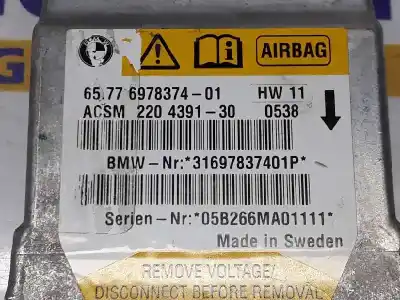 AIRBAG
65.77 6978374-01 HW 11
ACSM 220 4391-30 0538
BMW-Nr:*31697837401P*
Serien-Nr:*05B266MA01111*
Made in Sweden
REMOVE VOLTAGE/
DISCONNECT BEFORE REMOVAL